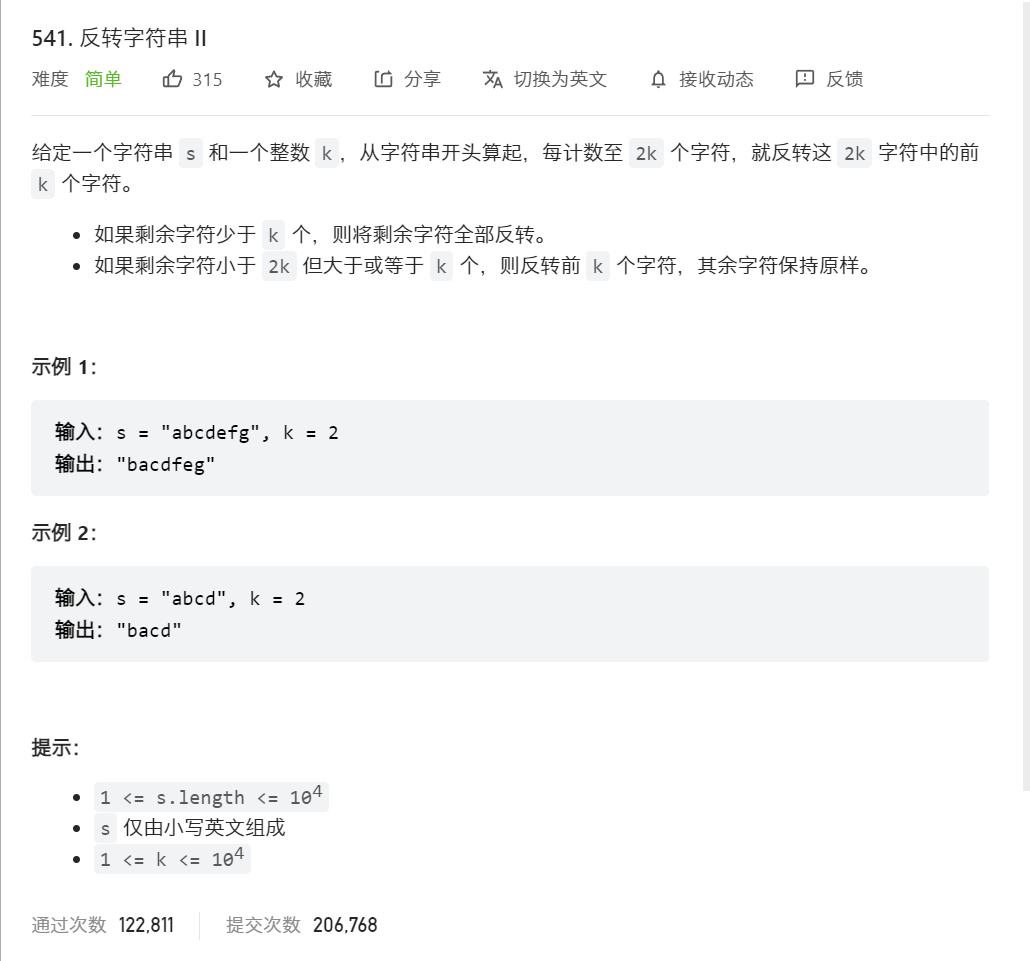 541. 反转字符串 II
难度 简单 315 收藏 分享 切换为英文 接收动态 反馈
给定一个字符串 s 和一个整数 k，从字符串开头算起，每计数至 2k 个字符，就反转这 2k 字符中的前
k 个字符。
如果剩余字符少于 k 个，则将剩余字符全部反转。
如果剩余字符小于 2k 但大于或等于 k 个，则反转前 k 个字符，其余字符保持原样。
示例 1：
输入：s = "abcdefg", k = 2
输出："bacdfeg"
示例 2：
输入：s = "abcd", k = 2
输出："bacd"
提示：
1 <= s.length <= 10⁴
s 仅由小写英文组成
1 <= k <= 10⁴
通过次数 122,811 提交次数 206,768